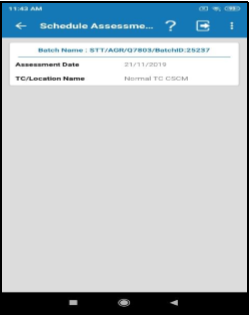 11:43 AM
Schedule Assessme... ?
Batch Name : STT/AGR/Q7803/BatchID:25237
Assessment Date 21/11/2019
TC/Location Name Normal TC CSCM